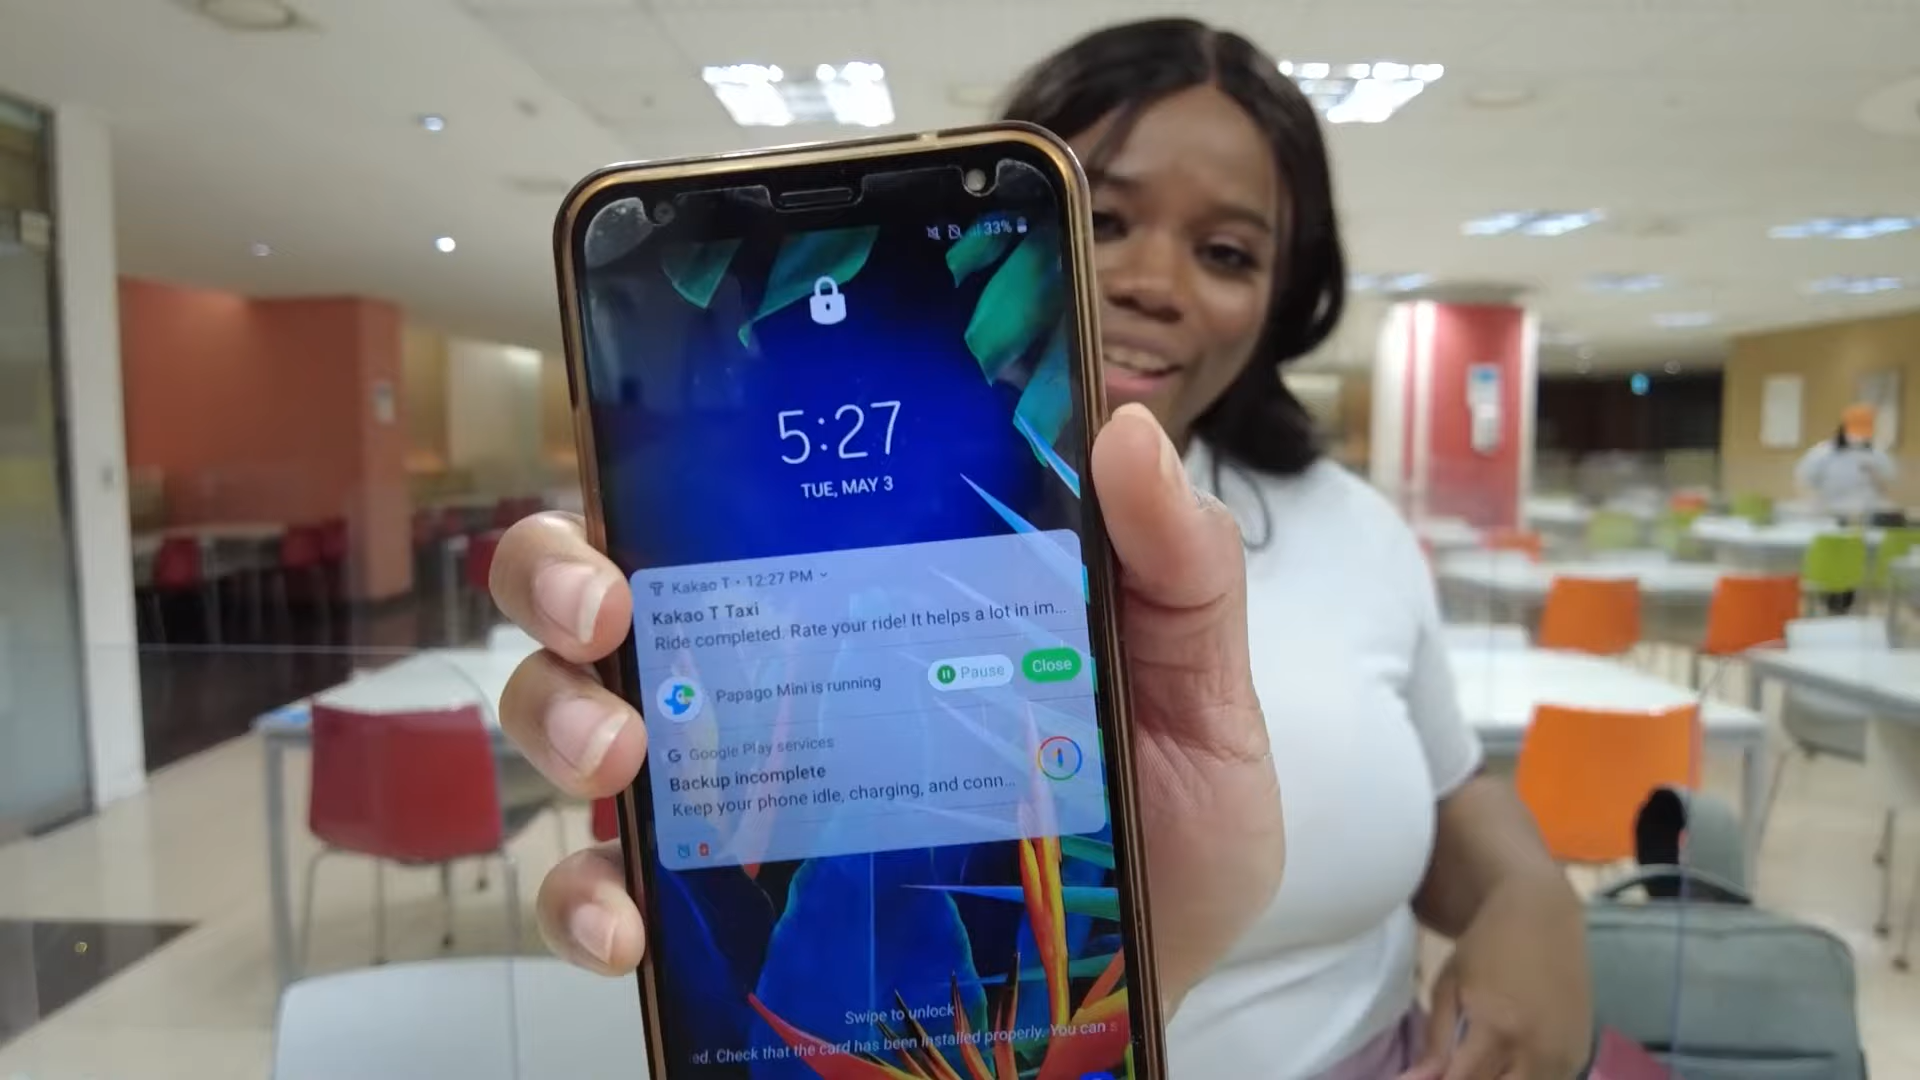 33%
5:27
TUE, MAY 3
Kakao T • 12:27 PM
Kakao T Taxi
Ride completed. Rate your ride! It helps a lot in im...
Papago Mini is running
Pause
Close
G Google Play services
Backup incomplete
Keep your phone idle, charging, and conn...
Swipe to unlock
ed. Check that the card has been installed properly. You can s